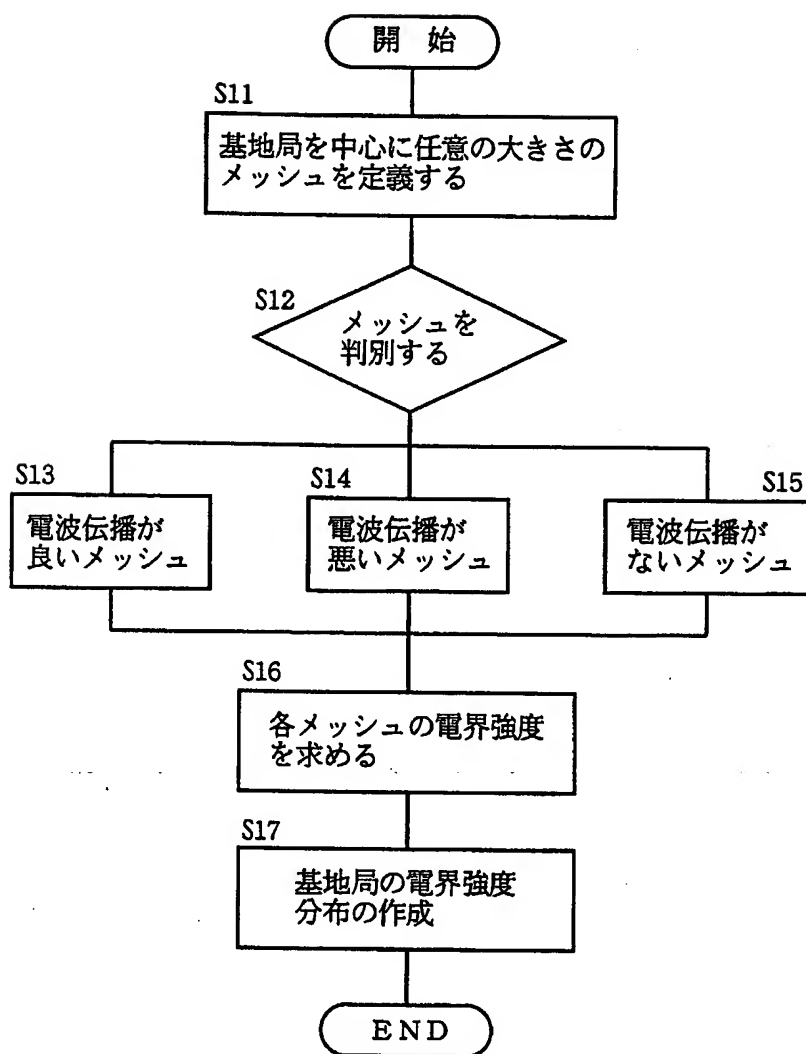 開 始
S11
基地局を中心に任意の大きさの
メッシュを定義する
S12
メッシュを
判別する
S13
電波伝播が
良いメッシュ
S14
電波伝播が
悪いメッシュ
S15
電波伝播が
ないメッシュ
S16
各メッシュの電界強度
を求める
S17
基地局の電界強度
分布の作成
END